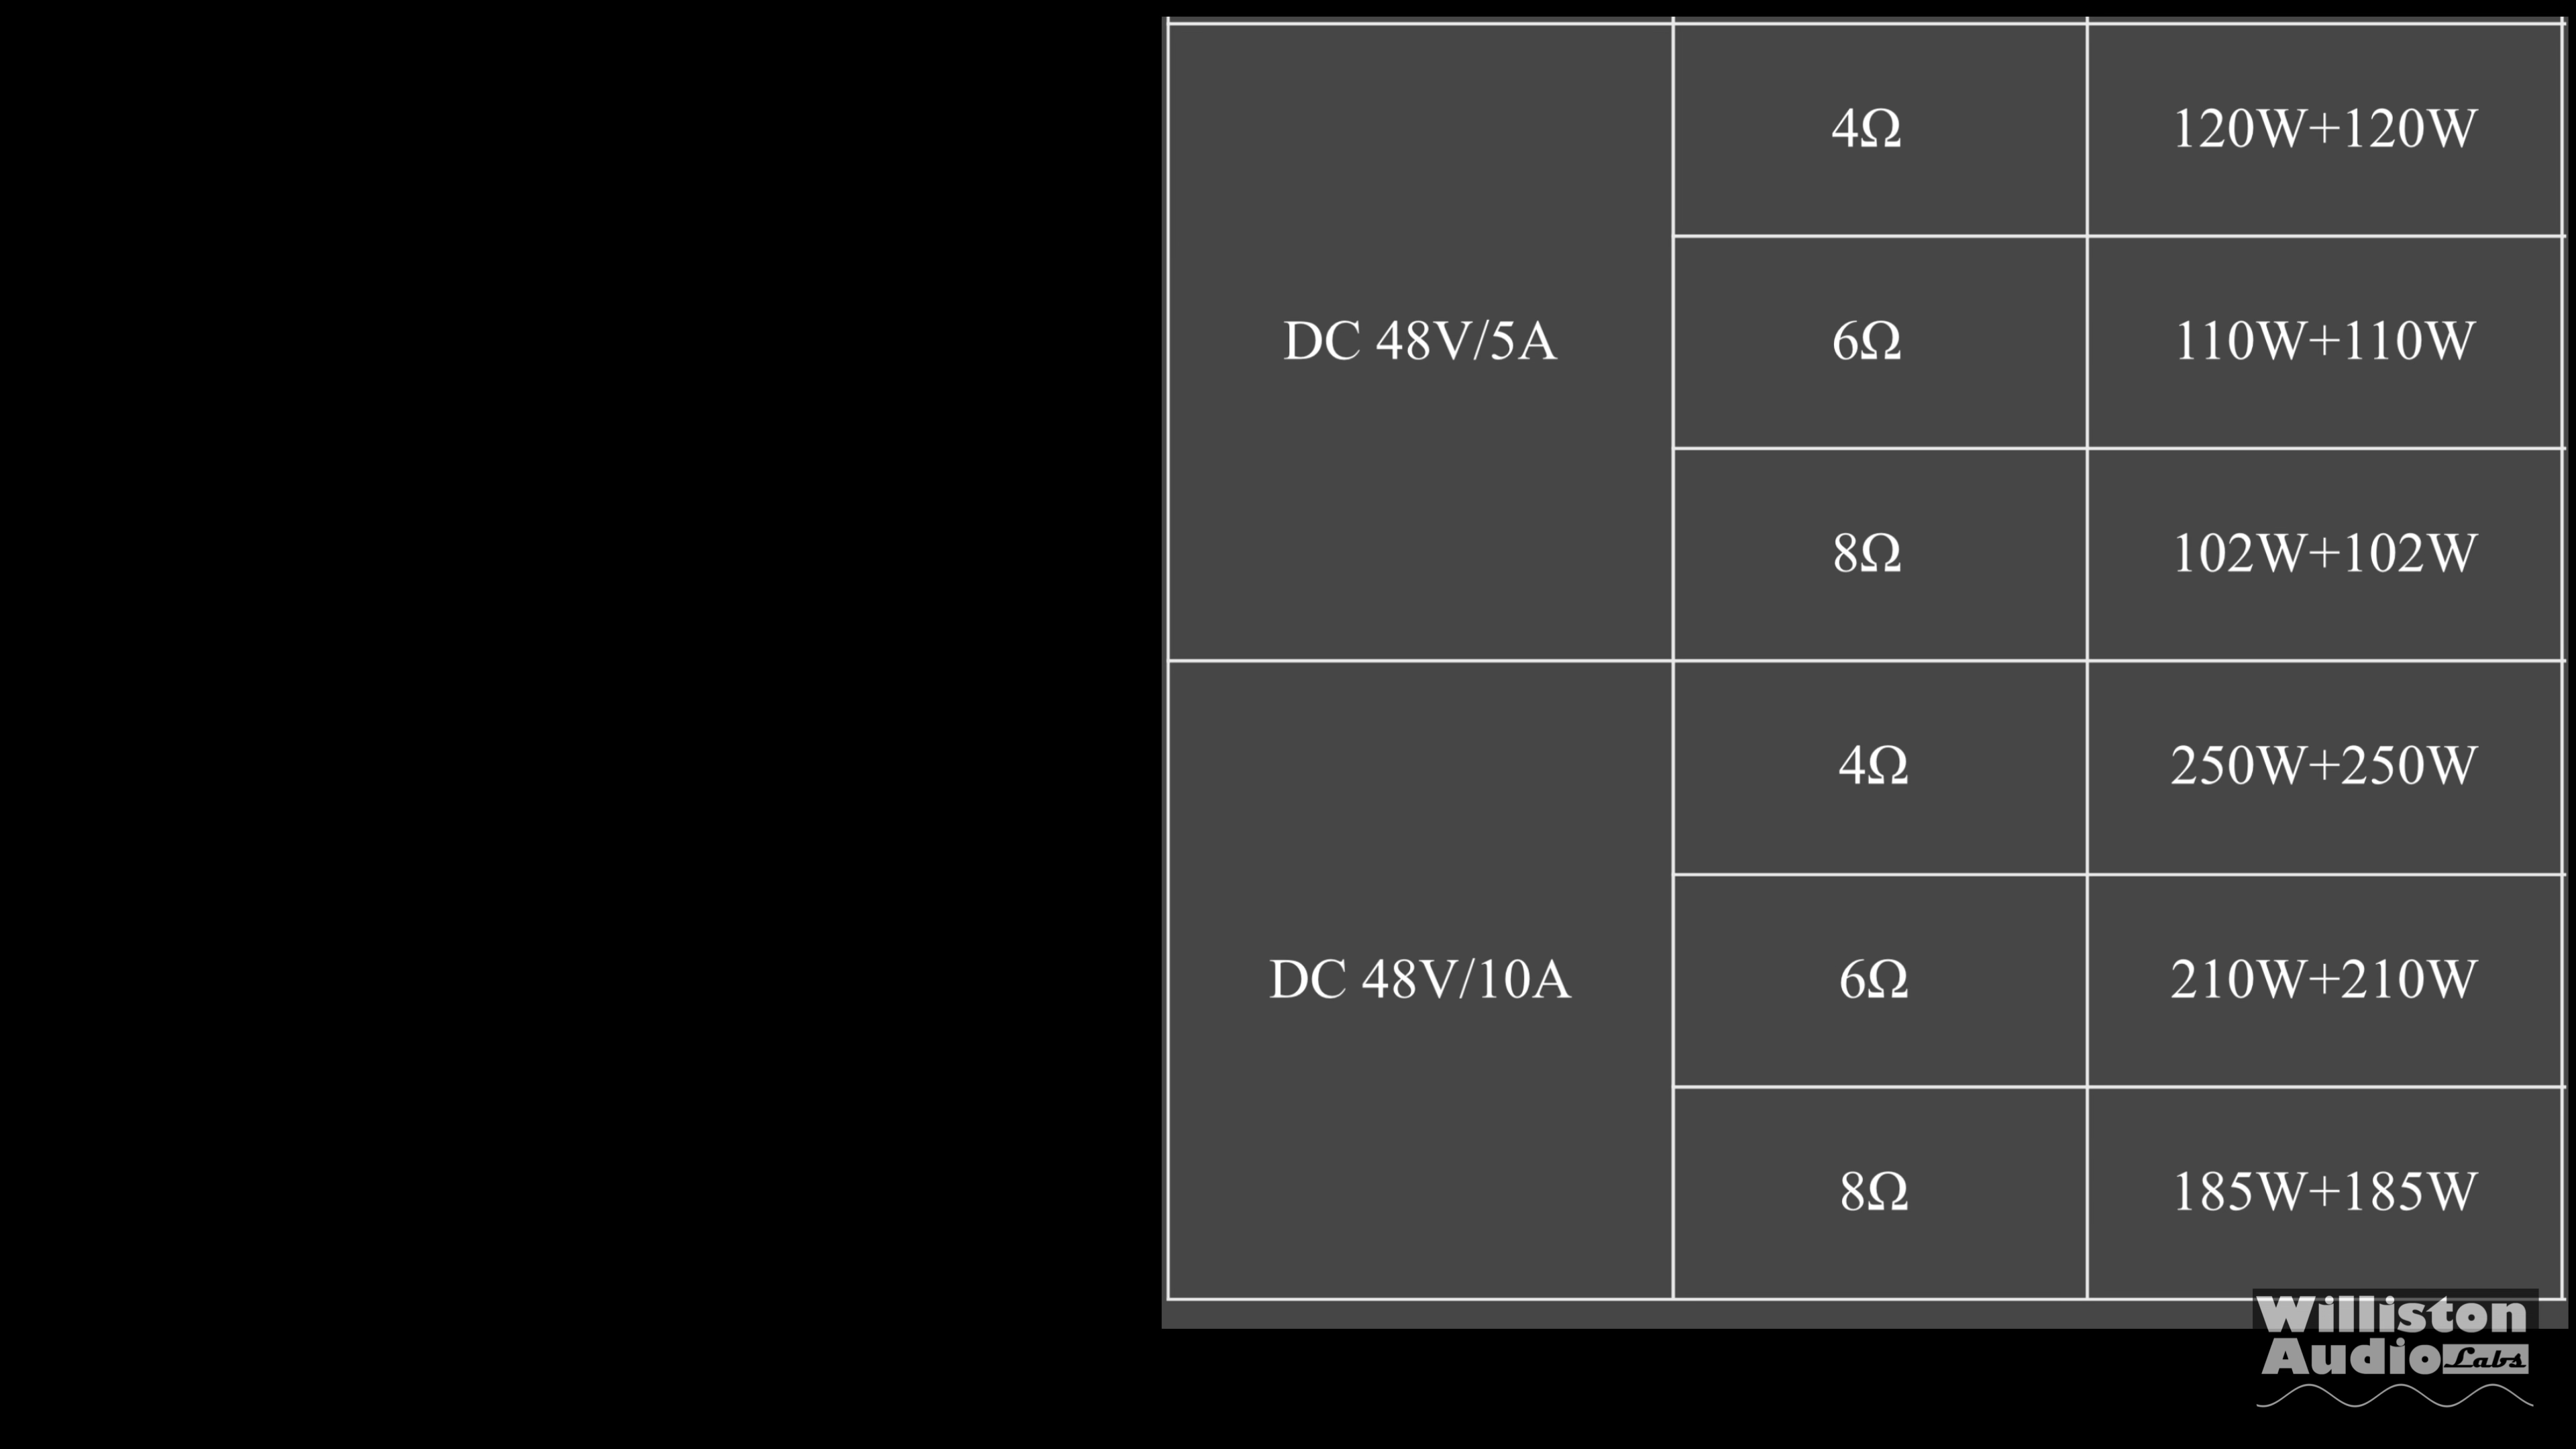 DC 48V/5A
4Ω
120W+120W
6Ω
110W+110W
8Ω
102W+102W
DC 48V/10A
4Ω
250W+250W
6Ω
210W+210W
8Ω
185W+185W
Williston
Audio Labs